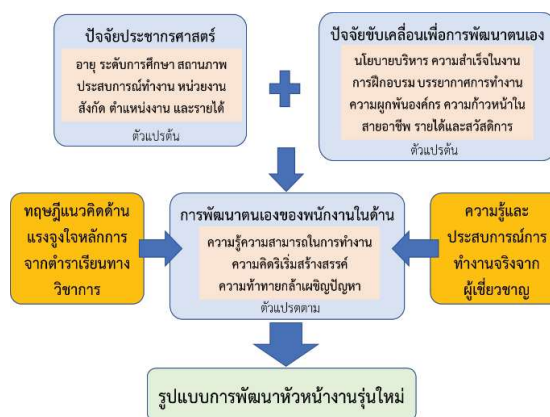 ปัจจัยประชากรศาสตร์
อายุ ระดับการศึกษา สถานภาพ
ประสบการณ์ทำงาน หน่วยงาน
สังกัด ตำแหน่งงาน และรายได้
ตัวแปรต้น
ปัจจัยขับเคลื่อนเพื่อการพัฒนาตนเอง
นโยบายบริหาร ความสำเร็จในงาน
การฝึกอบรม บรรยากาศการทำงาน
ความผูกพันองค์กร ความก้าวหน้าใน
สายอาชีพ รายได้และสวัสดิการ
ตัวแปรต้น
ทฤษฎีแนวคิดด้าน
แรงจูงใจหลักการ
จากตำราเรียนทาง
วิชาการ
การพัฒนาตนเองของพนักงานในด้าน
ความรู้ความสามารถในการทำงาน
ความคิดริเริ่มสร้างสรรค์
ความท้าทายกล้าเผชิญปัญหา
ตัวแปรตตาม
ความรู้และ
ประสบการณ์การ
ทำงานจริงจาก
ผู้เชี่ยวชาญ
รูปแบบการพัฒนาหัวหน้างานรุ่นใหม่